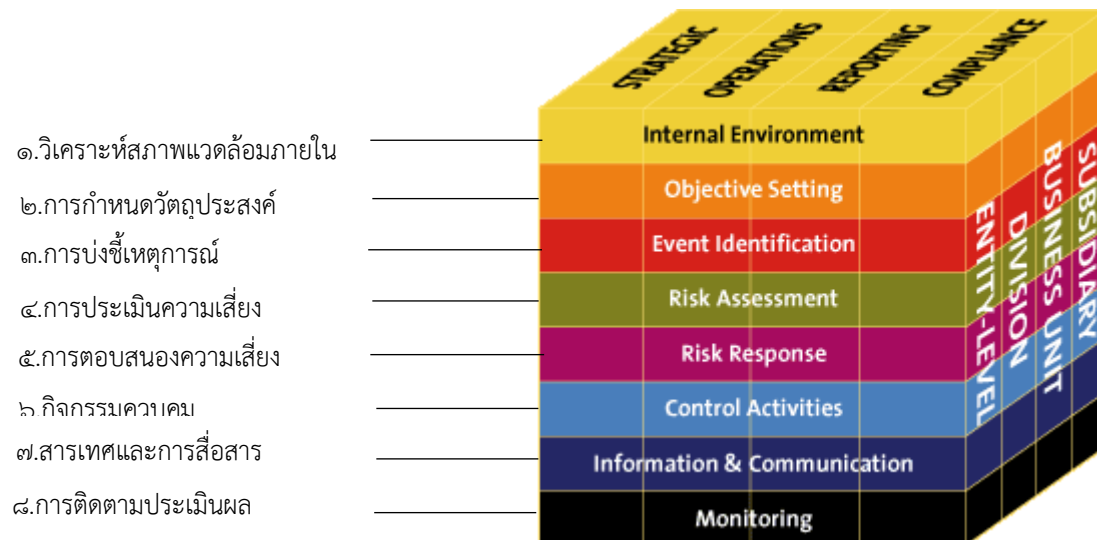 STRATEGIC
OPERATIONS
REPORTING
COMPLIANCE
๑.วิเคราะห์สภาพแวดล้อมภายใน
Internal Environment
๒.การกำหนดวัตถุประสงค์
Objective Setting
๓.การบ่งชี้เหตุการณ์
Event Identification
๔.การประเมินความเสี่ยง
Risk Assessment
๕.การตอบสนองความเสี่ยง
Risk Response
๖.กิจกรรมควบคุม
Control Activities
๗.สารเทศและการสื่อสาร
Information & Communication
๘.การติดตามประเมินผล
Monitoring
ENTITY-LEVEL
DIVISION
BUSINESS UNIT
SUBSIDIARY